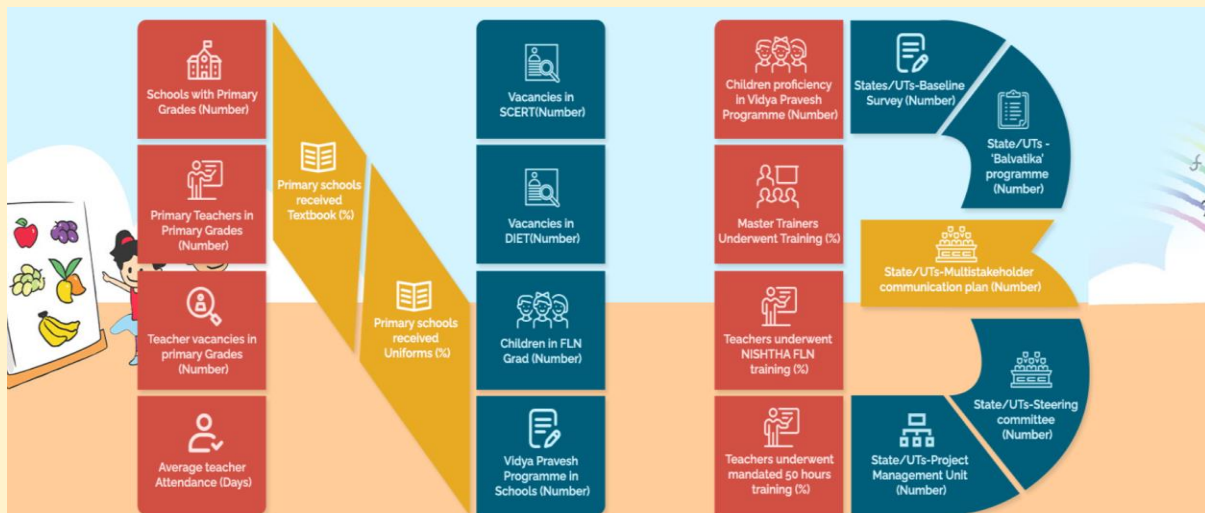 Schools with Primary
Grades (Number)
Primary Teachers in
Primary Grades
(Number)
Teacher vacancies in
primary Grades
(Number)
Average teacher
Attendance (Days)
Primary schools
received
Textbook (%)
Primary schools
received
Uniforms (%)
Vacancies in
SCERT(Number)
Vacancies in
DIET(Number)
Children in FLN
Grad (Number)
Vidya Pravesh
Programme in
Schools (Number)
Children proficiency
in Vidya Pravesh
Programme (Number)
Master Trainers
Underwent Training (%)
Teachers underwent
NISHTHA FLN
training (%)
Teachers underwent
mandated 50 hours
training (%)
States/UTs-Baseline
Survey (Number)
State/UTs -
'Balvatika'
programme
(Number)
State/UTs-Multistakeholder
communication plan (Number)
State/UTs-Steering
committee
(Number)
State/UTs-Project
Management Unit
(Number)